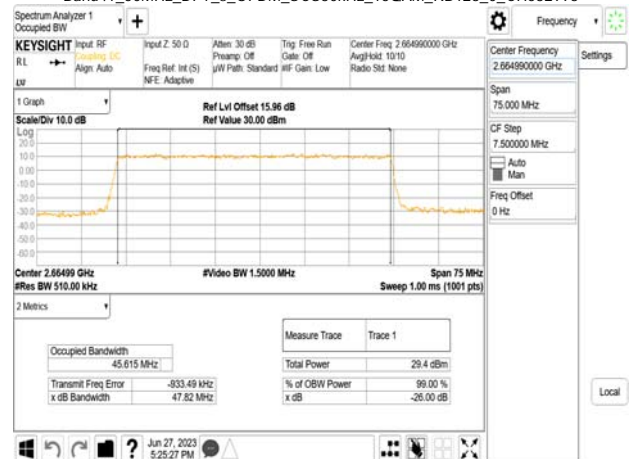 Spectrum Analyzer 1
Occupied BW
Frequency
KEYSIGHT
Input: RF
Coupling: DC
Align: Auto
RL
LW
Input Z: 50 Ω
Freq Ref: Int (S)
NFE: Adaptive
Atten: 30 dB
Preamp: Off
µW Path: Standard
Trig: Free Run
Gate: Off
#IF Gain: Low
Center Freq: 2.664990000 GHz
Avg|Hold: 10/10
Radio Std: None
Center Frequency
2.664990000 GHz
Settings
Span
75.000 MHz
CF Step
7.500000 MHz
Auto
Man
Freq Offset
0 Hz
1 Graph
Scale/Div 10.0 dB
Ref Lvl Offset 15.96 dB
Ref Value 30.00 dBm
Log
20.0
10.0
0.00
-10.0
-20.0
-30.0
-40.0
-50.0
-60.0
Center 2.66499 GHz
#Video BW 1.5000 MHz
Span 75 MHz
#Res BW 510.00 kHz
Sweep 1.00 ms (1001 pts)
2 Metrics
Measure Trace Trace 1
Occupied Bandwidth
45.615 MHz
Total Power 29.4 dBm
Transmit Freq Error -933.49 kHz
% of OBW Power 99.00 %
x dB Bandwidth 47.82 MHz
x dB -26.00 dB
Local
?
Jun 27, 2023
5:25:27 PM